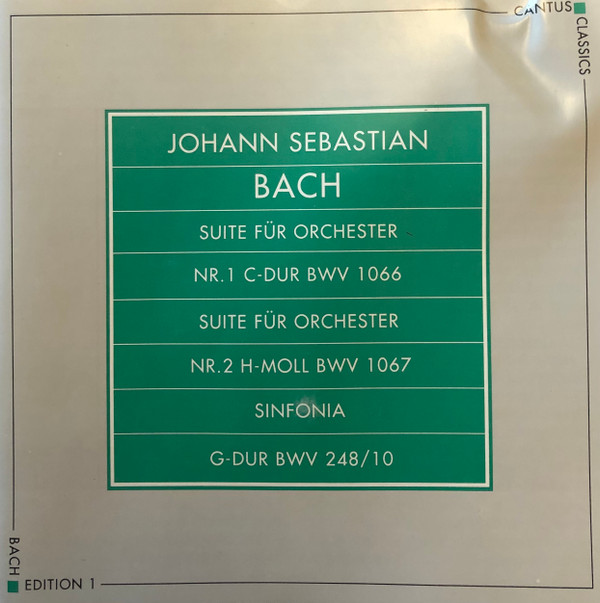 CANTUS
CLASSICS
JOHANN SEBASTIAN
BACH
SUITE FÜR ORCHESTER
NR.1 C-DUR BWV 1066
SUITE FÜR ORCHESTER
NR.2 H-MOLL BWV 1067
SINFONIA
G-DUR BWV 248/10
BACH
EDITION 1